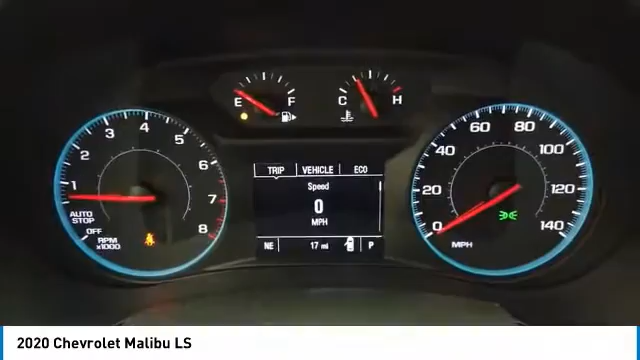 E F
C H
1 2 3 4 5 6 7 8
AUTO
STOP
OFF
RPM
x1000
TRIP VEHICLE ECO
Speed
0
MPH
NE 17 mi P
0 20 40 60 80 100 120 140
MPH
2020 Chevrolet Malibu LS